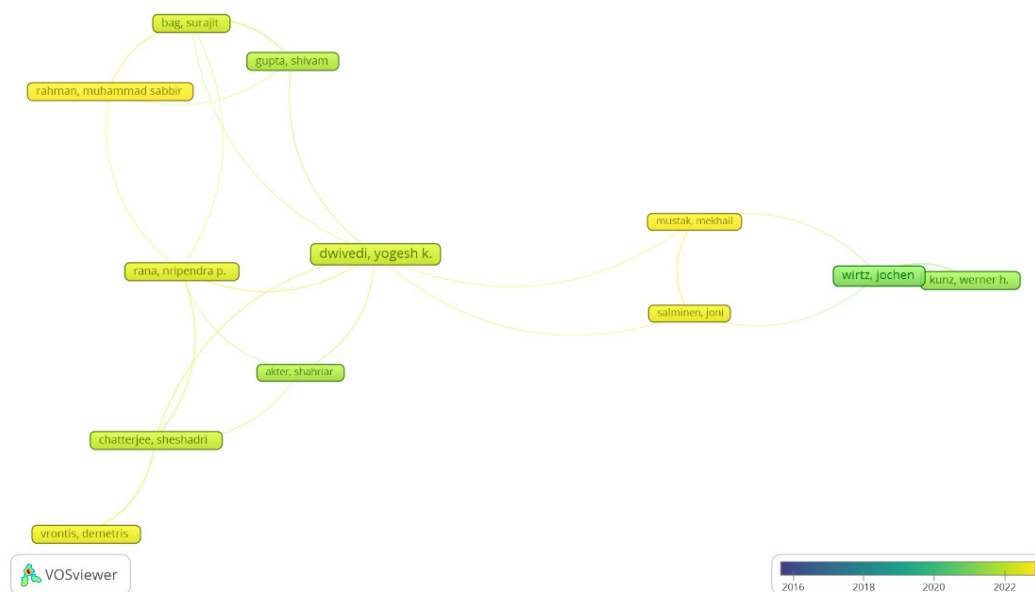 bag, surajit
gupta, shivam
rahman, muhammad sabbir
mustak, mekhail
dwivedi, yogesh k.
rana, nripendra p.
wirtz, jochen
kunz, werner h.
salminen, joni
akter, shahriar
chatterjee, sheshadri
vrontis, demetris
VOSviewer
2016 2018 2020 2022